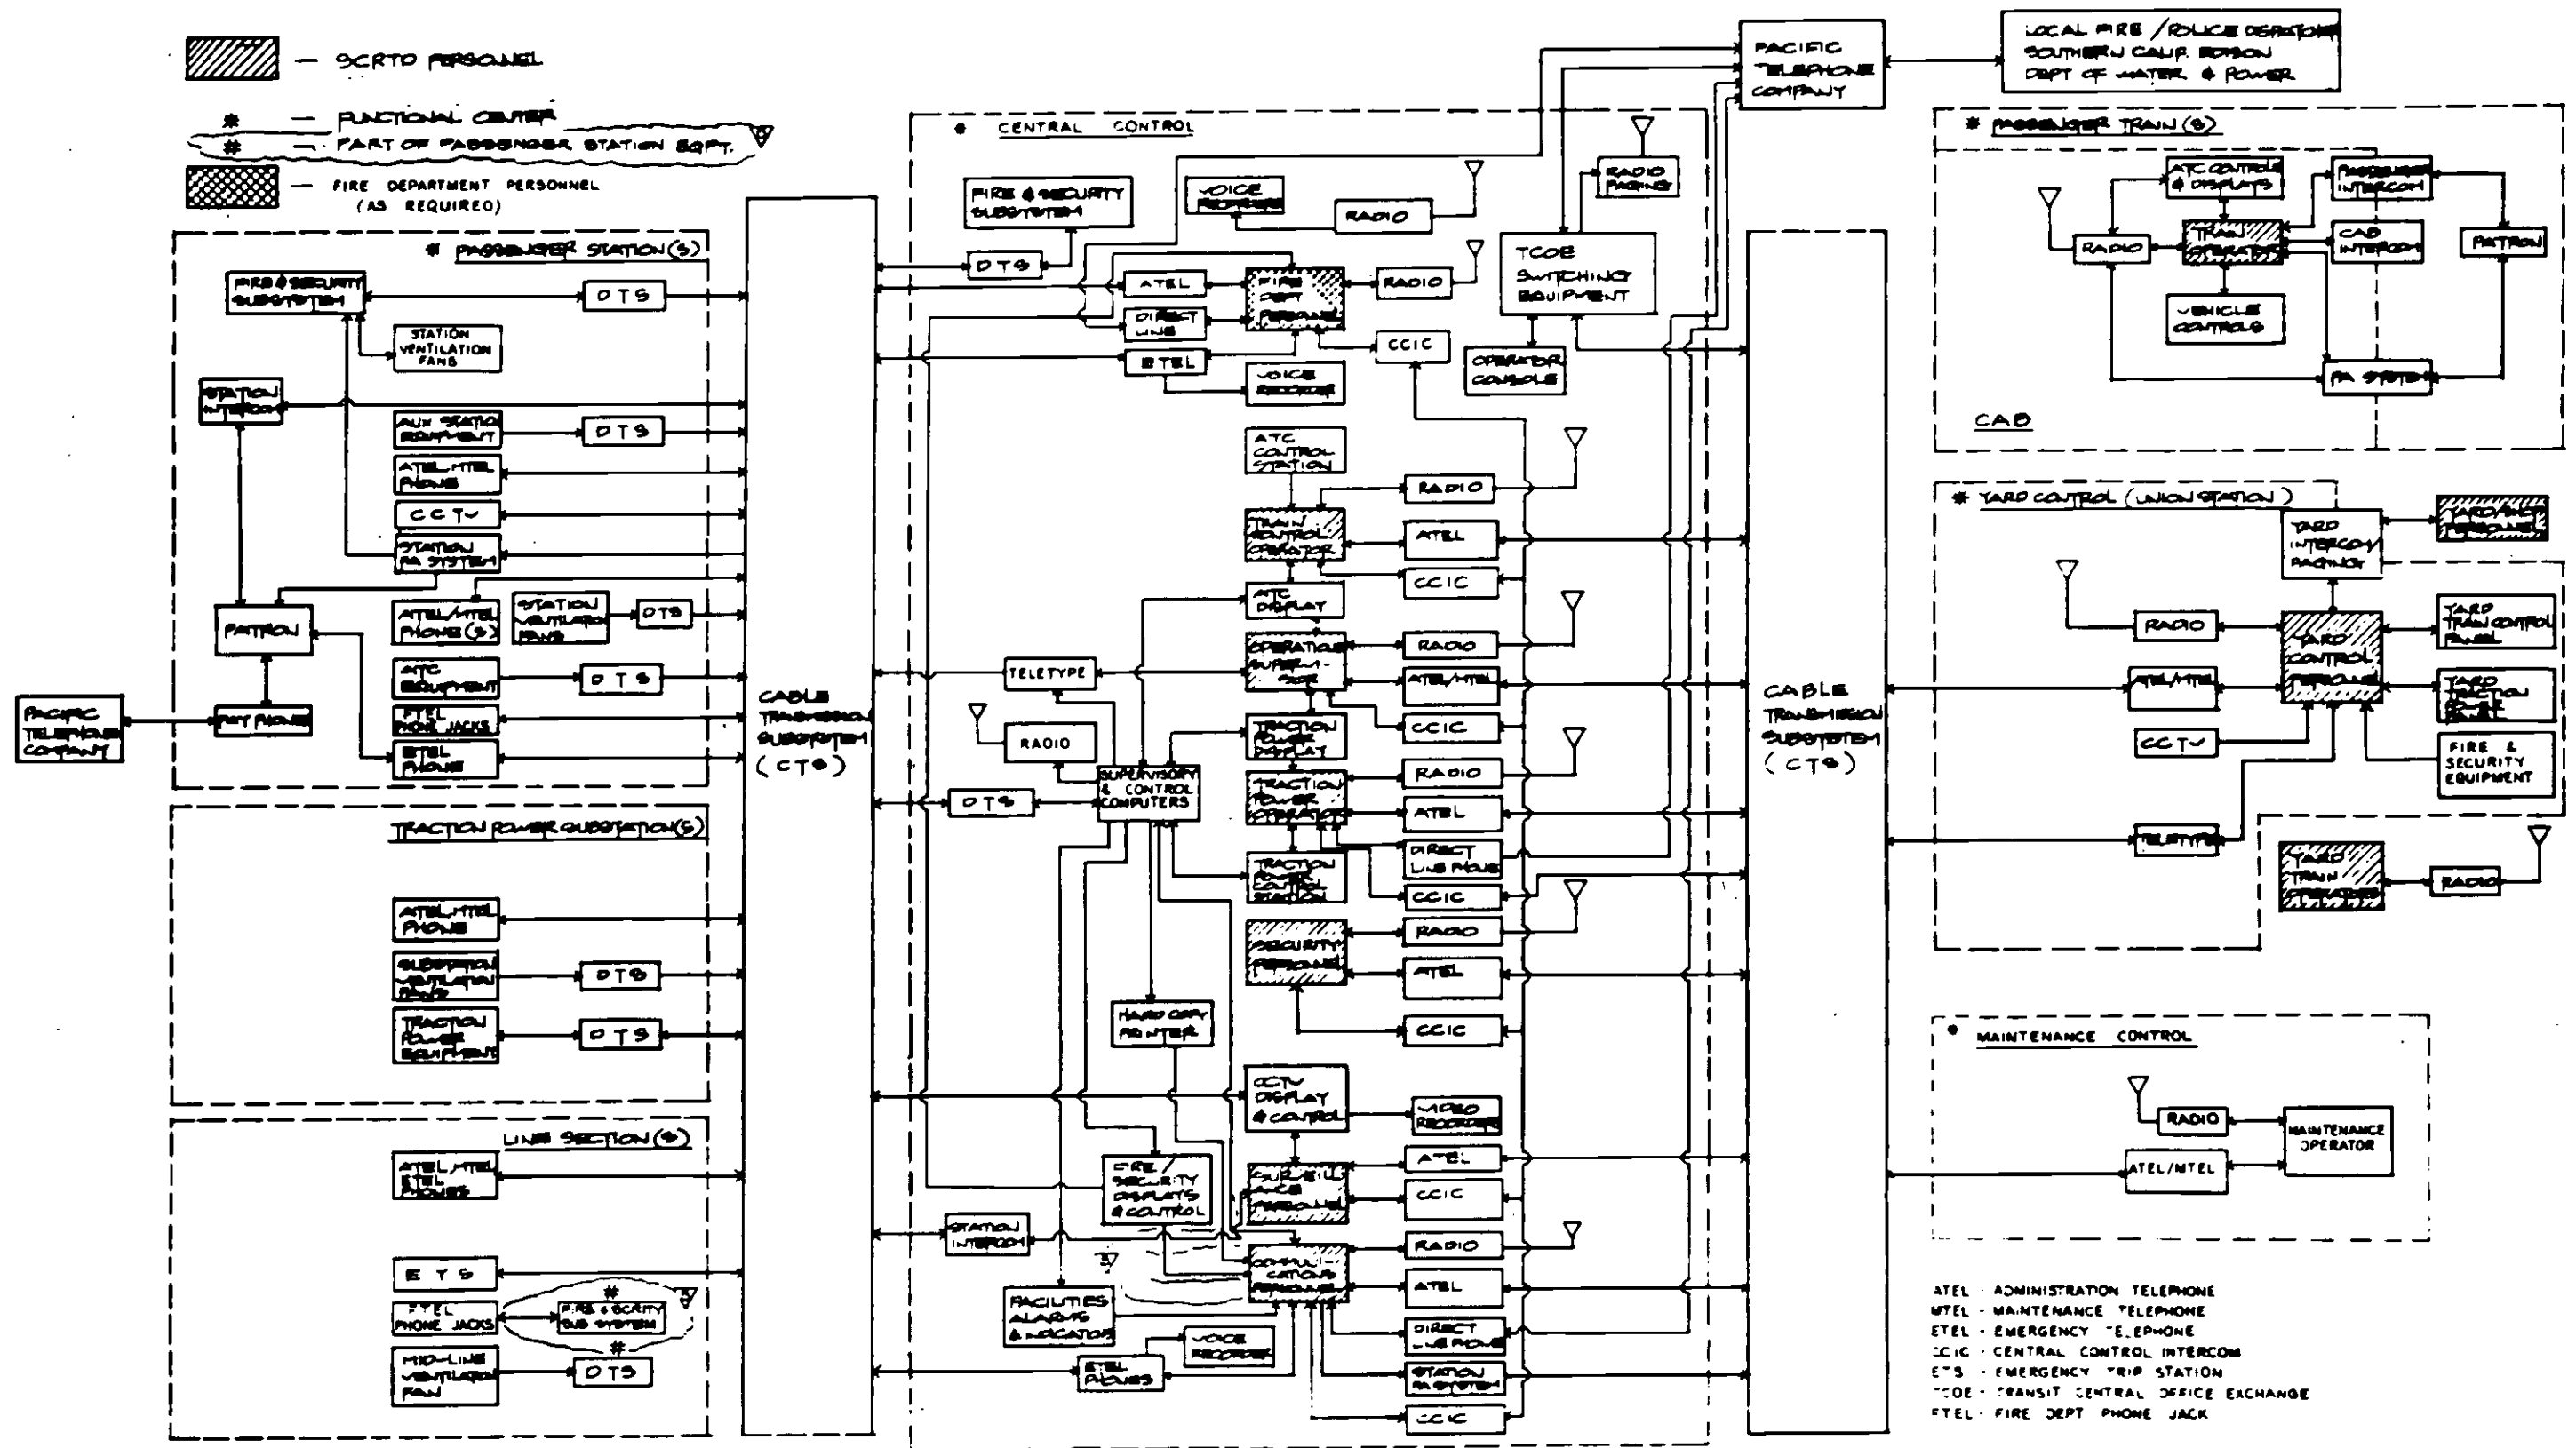 — SCRTD PERSONNEL
* — FUNCTIONAL CENTER
# — PART OF PASSENGER STATION EQPT.
— FIRE DEPARTMENT PERSONNEL
(AS REQUIRED)
* PASSENGER STATION(S)
FIRE & SECURITY
SUBSYSTEM
DTS
STATION
VENTILATION
FANS
STATION
INTERCOM
AUX STATION
EQUIPMENT
DTS
ATEL, MTEL
PHONE
CCTV
STATION
PA SYSTEM
PATRON
ATEL/MTEL
PHONE(S)
STATION
VENTILATION
FANS
DTS
ATC
EQUIPMENT
DTS
PACIFIC
TELEPHONE
COMPANY
PAY PHONE
FTEL
PHONE JACKS
ETEL
PHONE
TRACTION POWER SUBSTATION(S)
ATEL, MTEL
PHONE
SUBSTATION
VENTILATION
FANS
DTS
TRACTION
POWER
EQUIPMENT
DTS
LINE SECTION(S)
ATEL, MTEL
ETEL
PHONES
ETS
FTEL
PHONE JACKS
#
FIRE & SCRITY
SUB SYSTEM
#
MID-LINE
VENTILATION
FAN
DTS
CABLE
TRANSMISSION
SUBSYSTEM
(CTS)
* CENTRAL CONTROL
FIRE & SECURITY
SUBSYSTEM
DTS
VOICE
RECORDER
RADIO
RADIO
PAGING
ATEL
DIRECT
LINE
ETEL
FIRE
DEPT
PERSONNEL
RADIO
CCIC
VOICE
RECORDER
TCOE
SWITCHING
EQUIPMENT
OPERATOR
CONSOLE
ATC
CONTROL
STATION
RADIO
TRAIN
CONTROL
OPERATOR
ATEL
CCIC
ATC
DISPLAY
OPERATIONS
SUPERVI-
SOR
RADIO
ATEL/MTEL
CCIC
TELETYPE
RADIO
TRACTION
POWER
DISPLAY
SUPERVISORY
& CONTROL
COMPUTERS
DTS
TRACTION
POWER
OPERATOR
RADIO
ATEL
DIRECT
LINE PHONE
CCIC
TRACTION
POWER
CONTROL
STATION
SECURITY
PERSONNEL
RADIO
ATEL
CCIC
HARD COPY
PRINTER
CCTV
DISPLAY
& CONTROL
VIDEO
RECORDER
FIRE /
SECURITY
DISPLAYS
& CONTROL
SURVEILL
ANCE
PERSONNEL
ATEL
CCIC
STATION
INTERCOM
COMMUNI-
CATIONS
PERSONNEL
RADIO
ATEL
DIRECT
LINE PHONE
STATION
PA SYSTEM
CCIC
FACILITIES
ALARMS
& INDICATORS
VOICE
RECORDER
ETEL
PHONES
PACIFIC
TELEPHONE
COMPANY
LOCAL FIRE / POLICE DISPATCHER
SOUTHERN CALIF. EDISON
DEPT OF WATER & POWER
CABLE
TRANSMISSION
SUBSYSTEM
(CTS)
* PASSENGER TRAIN(S)
ATC CONTROLS
& DISPLAYS
PASSENGER
INTERCOM
RADIO
TRAIN
OPERATOR
CAB
INTERCOM
PATRON
VEHICLE
CONTROLS
PA SYSTEM
CAB
* YARD CONTROL (UNION STATION)
YARD
INTERCOM/
PAGING
YARD/SHOP
PERSONNEL
RADIO
YARD
CONTROL
PERSONNEL
YARD
TRAIN CONTROL
PANEL
ATEL/MTEL
YARD
TRACTION
POWER
PANEL
CCTV
FIRE &
SECURITY
EQUIPMENT
TELETYPE
YARD
TRAIN
OPERATORS
RADIO
* MAINTENANCE CONTROL
RADIO
MAINTENANCE
OPERATOR
ATEL/MTEL
ATEL - ADMINISTRATION TELEPHONE
MTEL - MAINTENANCE TELEPHONE
ETEL - EMERGENCY TELEPHONE
CCIC - CENTRAL CONTROL INTERCOM
ETS - EMERGENCY TRIP STATION
TCOE - TRANSIT CENTRAL OFFICE EXCHANGE
FTEL - FIRE DEPT PHONE JACK